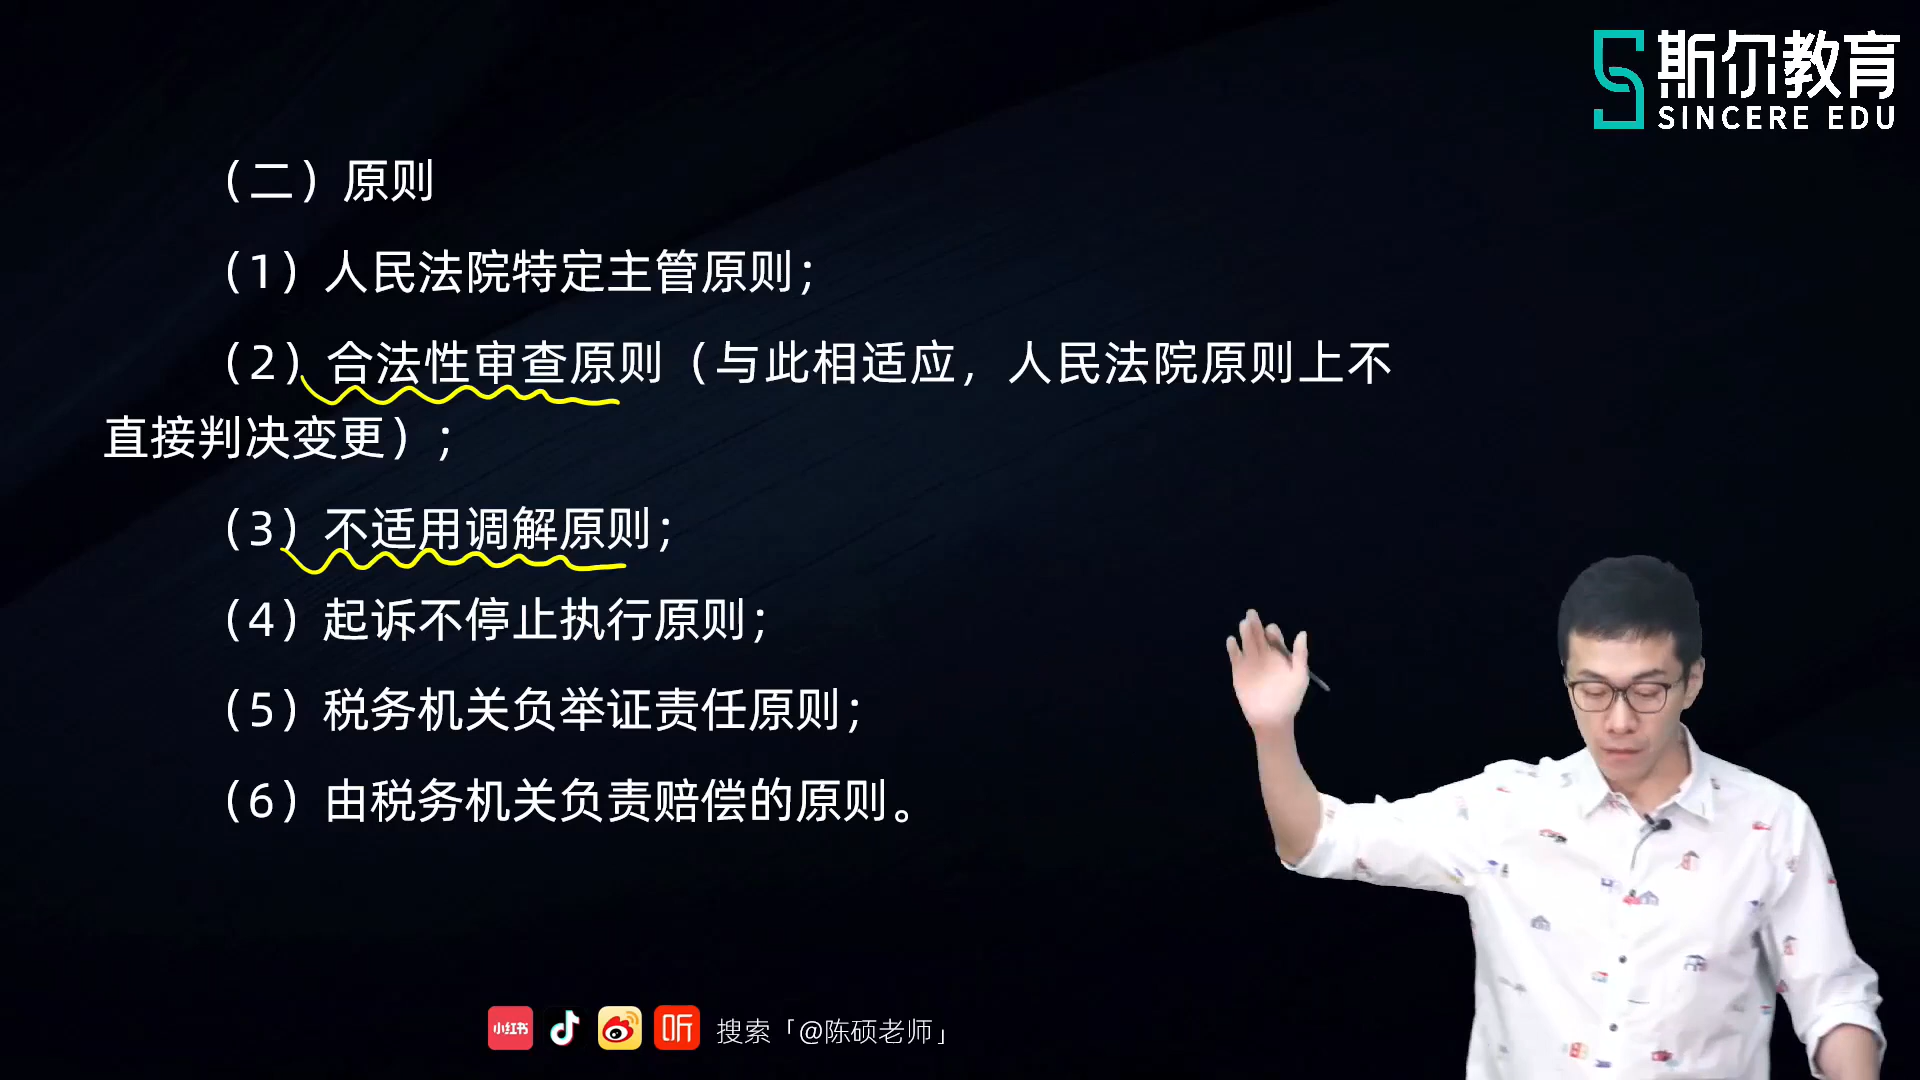 斯尔教育
SINCERE EDU
（二）原则
（1）人民法院特定主管原则；
（2）合法性审查原则（与此相适应，人民法院原则上不
直接判决变更）；
（3）不适用调解原则；
（4）起诉不停止执行原则；
（5）税务机关负举证责任原则；
（6）由税务机关负责赔偿的原则。
小红书
听
搜索「@陈硕老师」